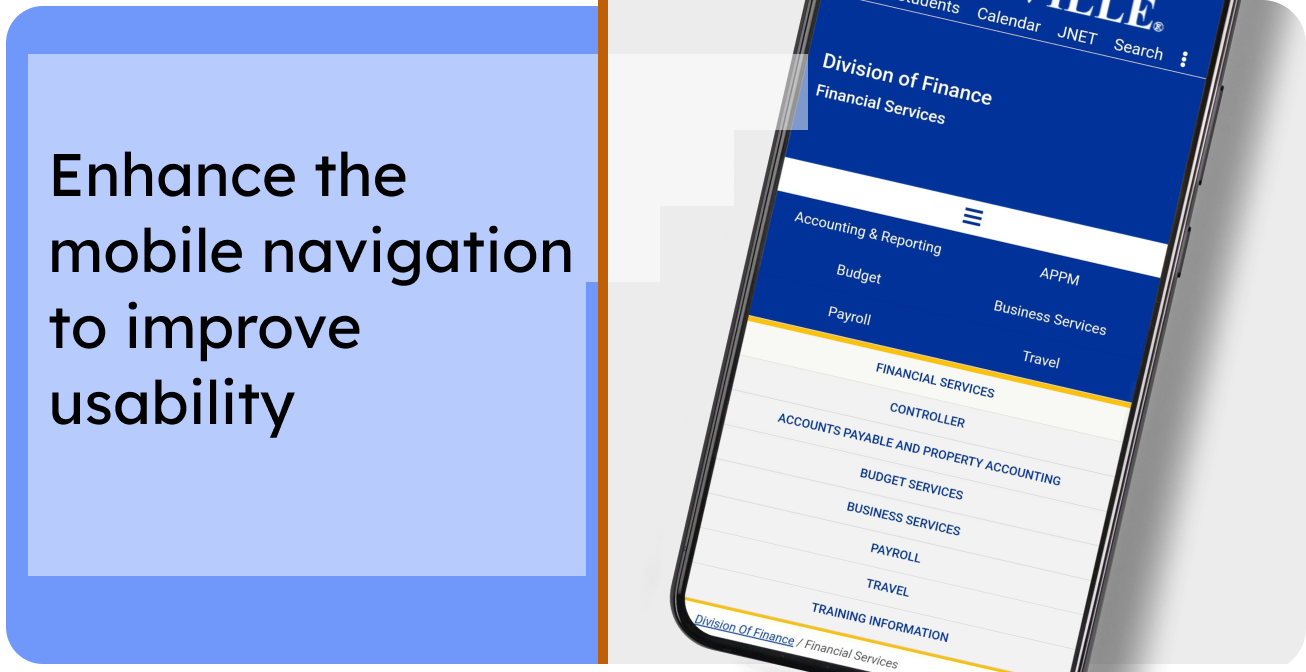 Enhance the
mobile navigation
to improve
usability
Calendar JNET Search
Division of Finance
Financial Services
Accounting & Reporting
APPM
Budget
Business Services
Payroll
Travel
FINANCIAL SERVICES
CONTROLLER
ACCOUNTS PAYABLE AND PROPERTY ACCOUNTING
BUDGET SERVICES
BUSINESS SERVICES
PAYROLL
TRAVEL
TRAINING INFORMATION
Division Of Finance / Financial Services